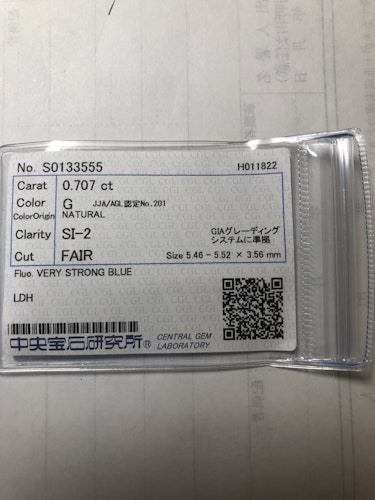 No. S0133555 H011822
Carat 0.707 ct
Color G JJA/AGL認定No.201
ColorOrigin NATURAL
Clarity SI-2 GIAグレーディング
システムに準拠
Cut FAIR Size 5.46 - 5.52 × 3.56 mm
Fluo. VERY STRONG BLUE
LDH
中央宝石研究所® CENTRAL GEM
LABORATORY